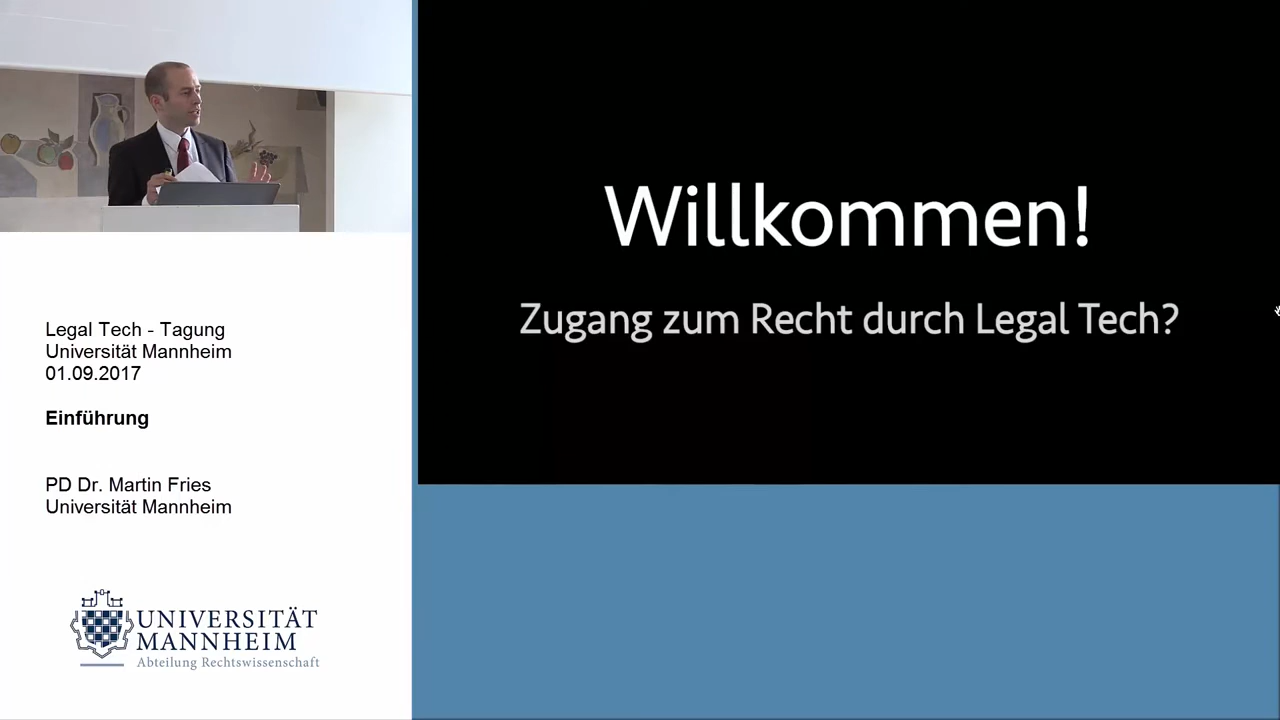 Willkommen!
Zugang zum Recht durch Legal Tech?
Legal Tech - Tagung
Universität Mannheim
01.09.2017
Einführung
PD Dr. Martin Fries
Universität Mannheim
UNIVERSITÄT
MANNHEIM
Abteilung Rechtswissenschaft